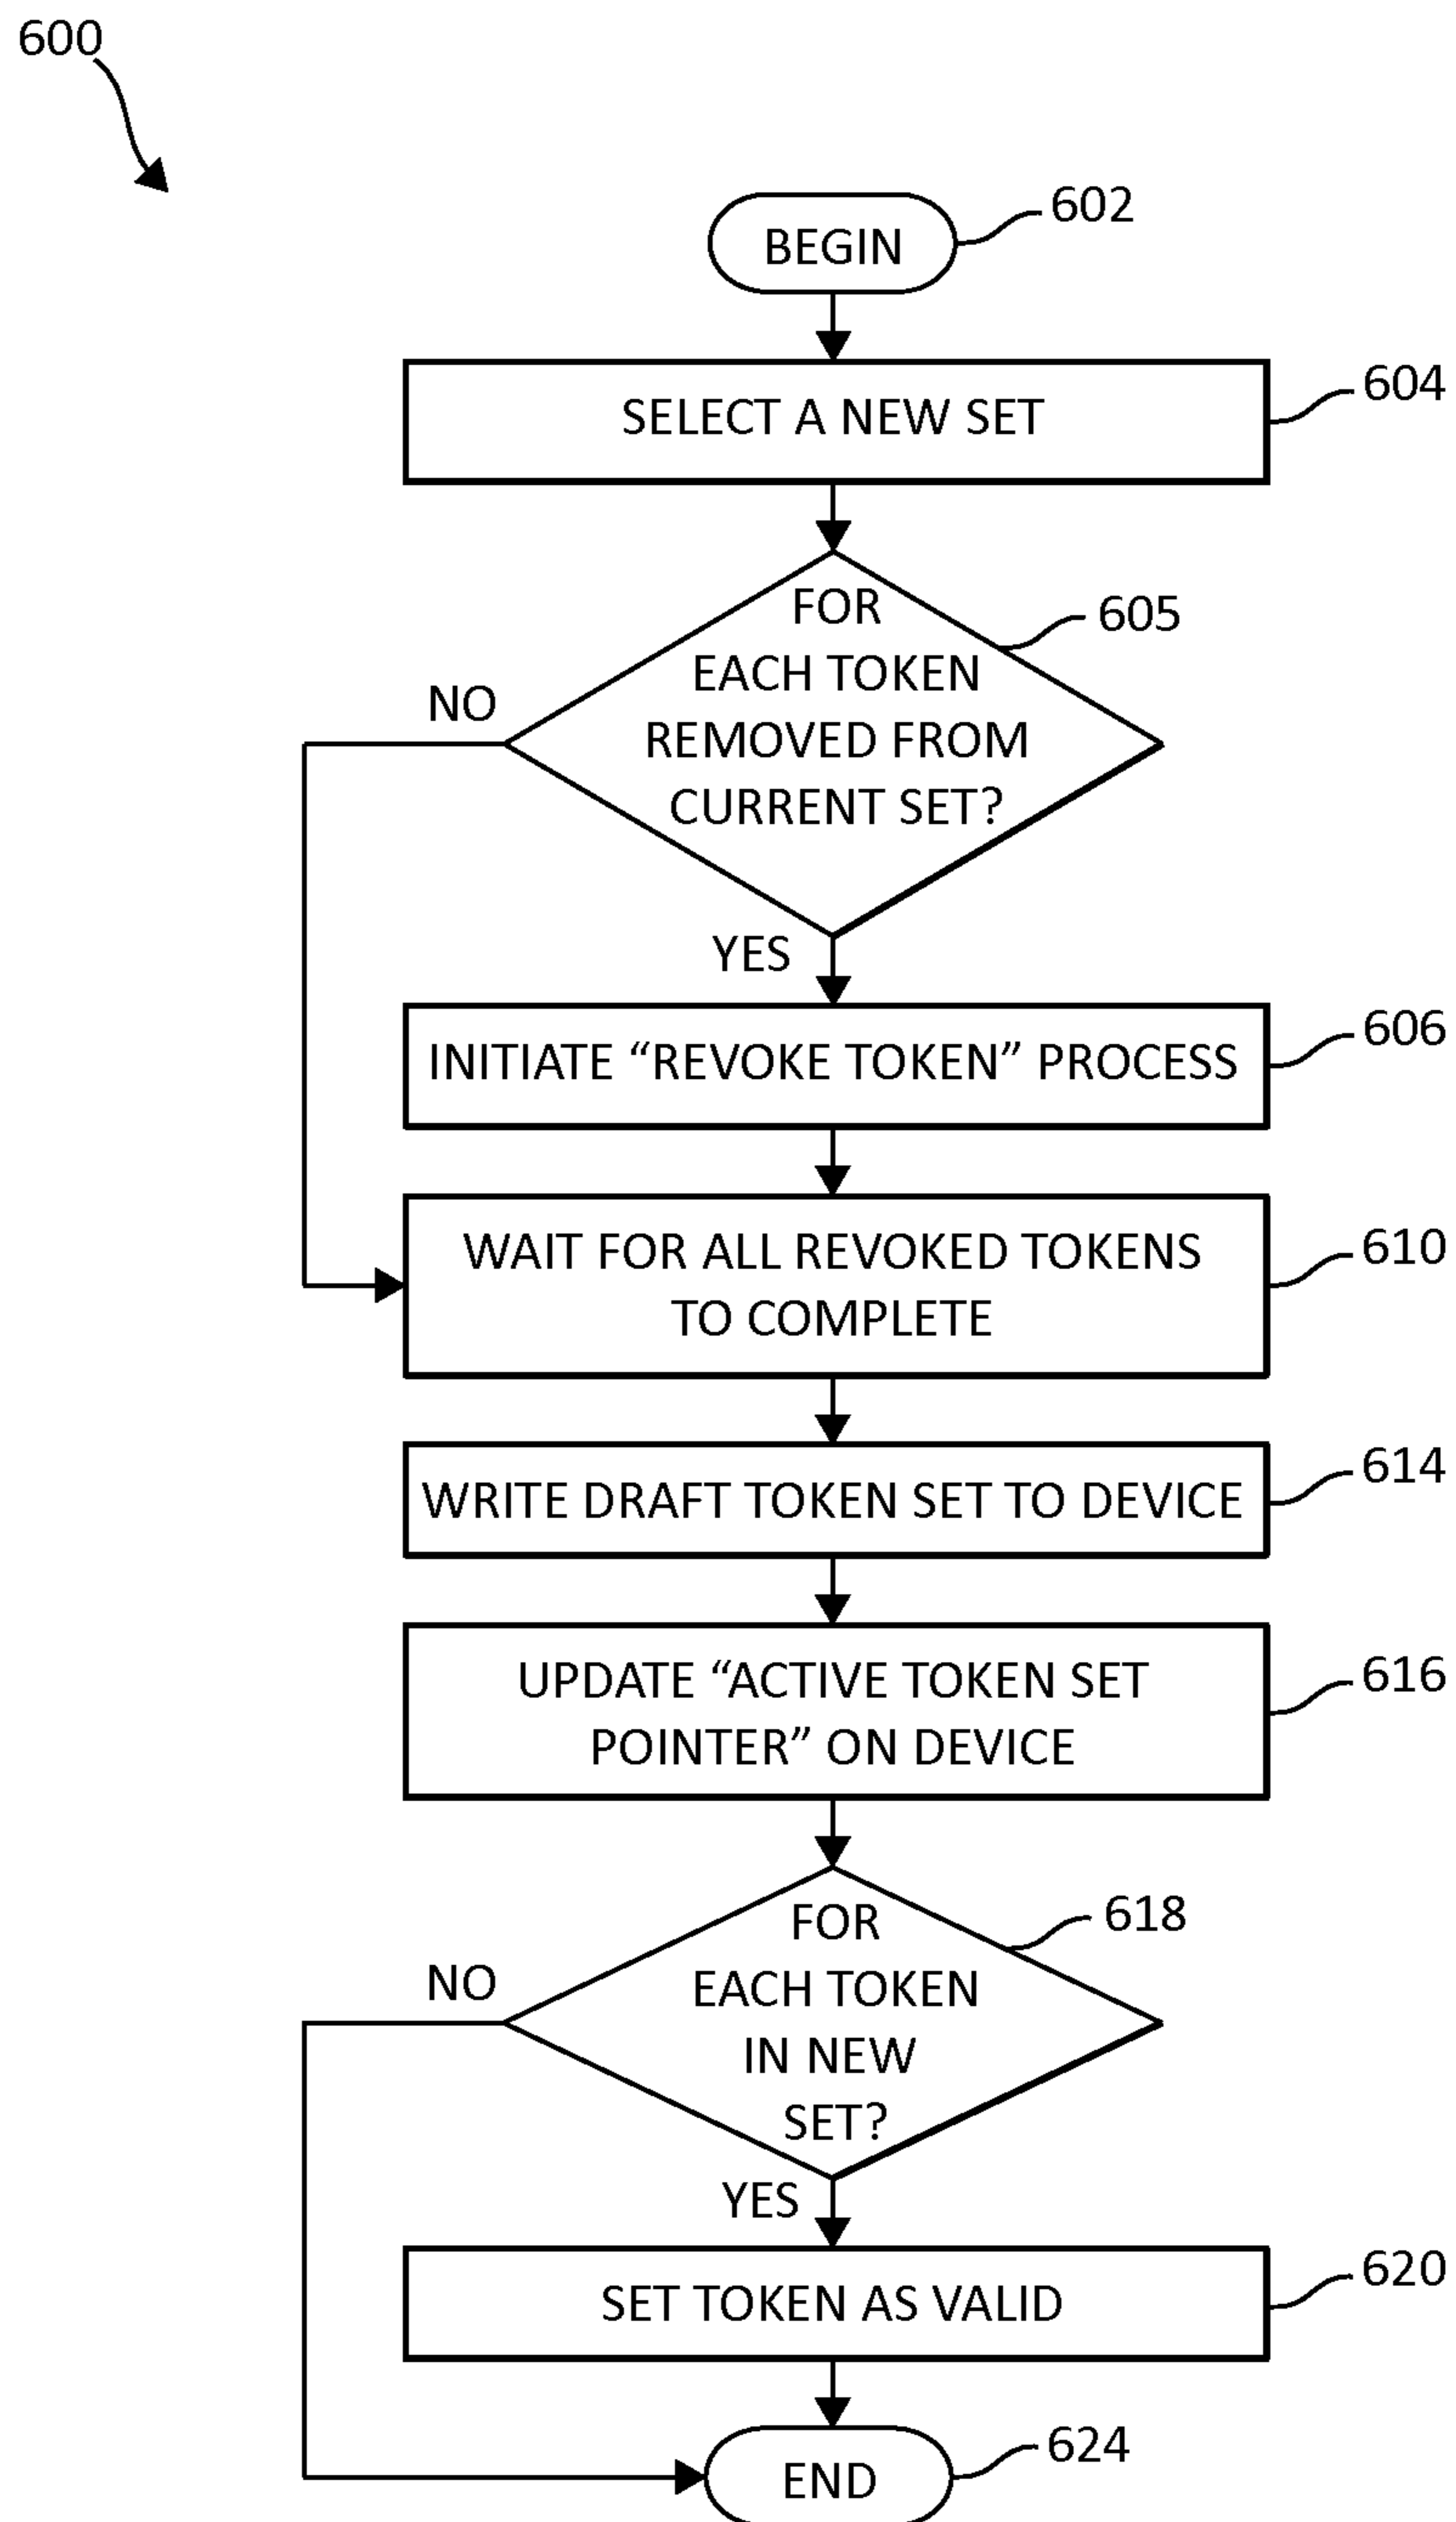 600
BEGIN
602
SELECT A NEW SET
604
FOR
EACH TOKEN
REMOVED FROM
CURRENT SET?
605
NO
YES
INITIATE “REVOKE TOKEN” PROCESS
606
WAIT FOR ALL REVOKED TOKENS
TO COMPLETE
610
WRITE DRAFT TOKEN SET TO DEVICE
614
UPDATE “ACTIVE TOKEN SET
POINTER” ON DEVICE
616
FOR
EACH TOKEN
IN NEW
SET?
618
NO
YES
SET TOKEN AS VALID
620
END
624